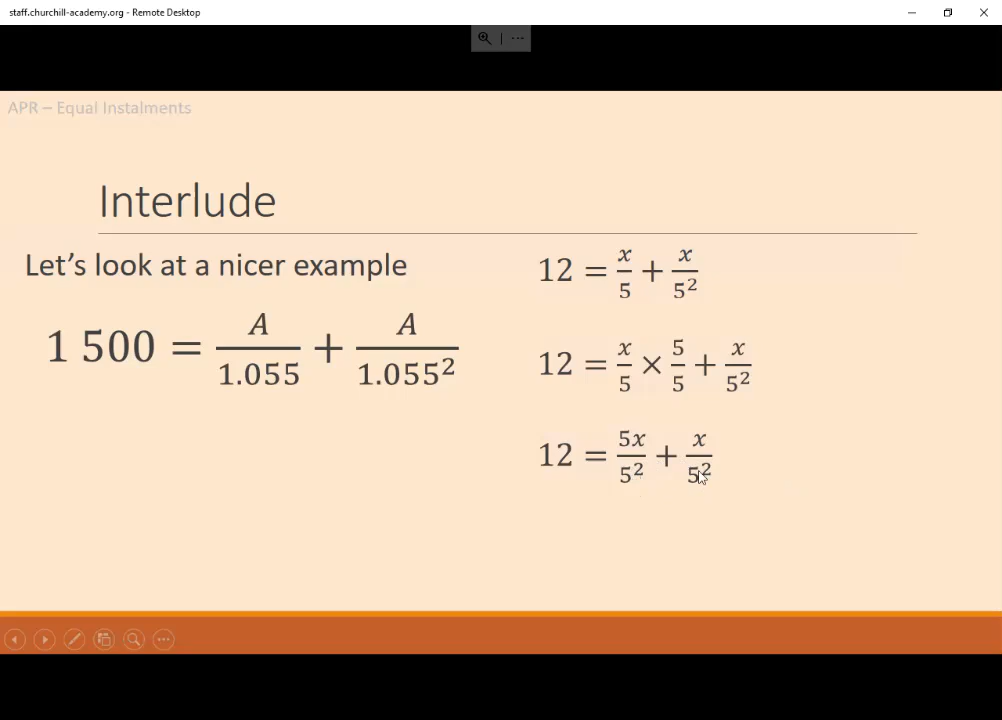 staff.churchill-academy.org - Remote Desktop
APR – Equal Instalments
Interlude
Let's look at a nicer example
1 500 = A/1.055 + A/1.055²
12 = x/5 + x/5²
12 = x/5 × 5/5 + x/5²
12 = 5x/5² + x/5²